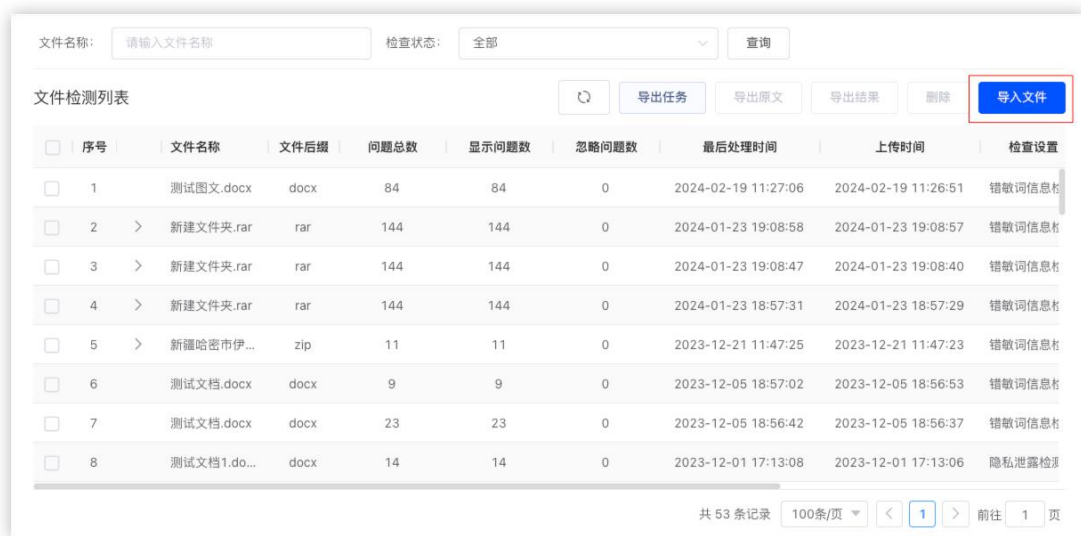 文件名称: 请输入文件名称 检查状态: 全部 查询
文件检测列表 导出任务 导出原文 导出结果 删除 导入文件
序号 文件名称 文件后缀 问题总数 显示问题数 忽略问题数 最后处理时间 上传时间 检查设置
1 测试图文.docx docx 84 84 0 2024-02-19 11:27:06 2024-02-19 11:26:51 错敏词信息检
2 > 新建文件夹.rar rar 144 144 0 2024-01-23 19:08:58 2024-01-23 19:08:57 错敏词信息检
3 > 新建文件夹.rar rar 144 144 0 2024-01-23 19:08:47 2024-01-23 19:08:40 错敏词信息检
4 > 新建文件夹.rar rar 144 144 0 2024-01-23 18:57:31 2024-01-23 18:57:29 错敏词信息检
5 > 新疆哈密市伊... zip 11 11 0 2023-12-21 11:47:25 2023-12-21 11:47:23 错敏词信息检
6 测试文档.docx docx 9 9 0 2023-12-05 18:57:02 2023-12-05 18:56:53 错敏词信息检
7 测试文档.docx docx 23 23 0 2023-12-05 18:56:42 2023-12-05 18:56:37 错敏词信息检
8 测试文档1.do... docx 14 14 0 2023-12-01 17:13:08 2023-12-01 17:13:06 隐私泄露检测
共 53 条记录 100条/页 < 1 > 前往 1 页